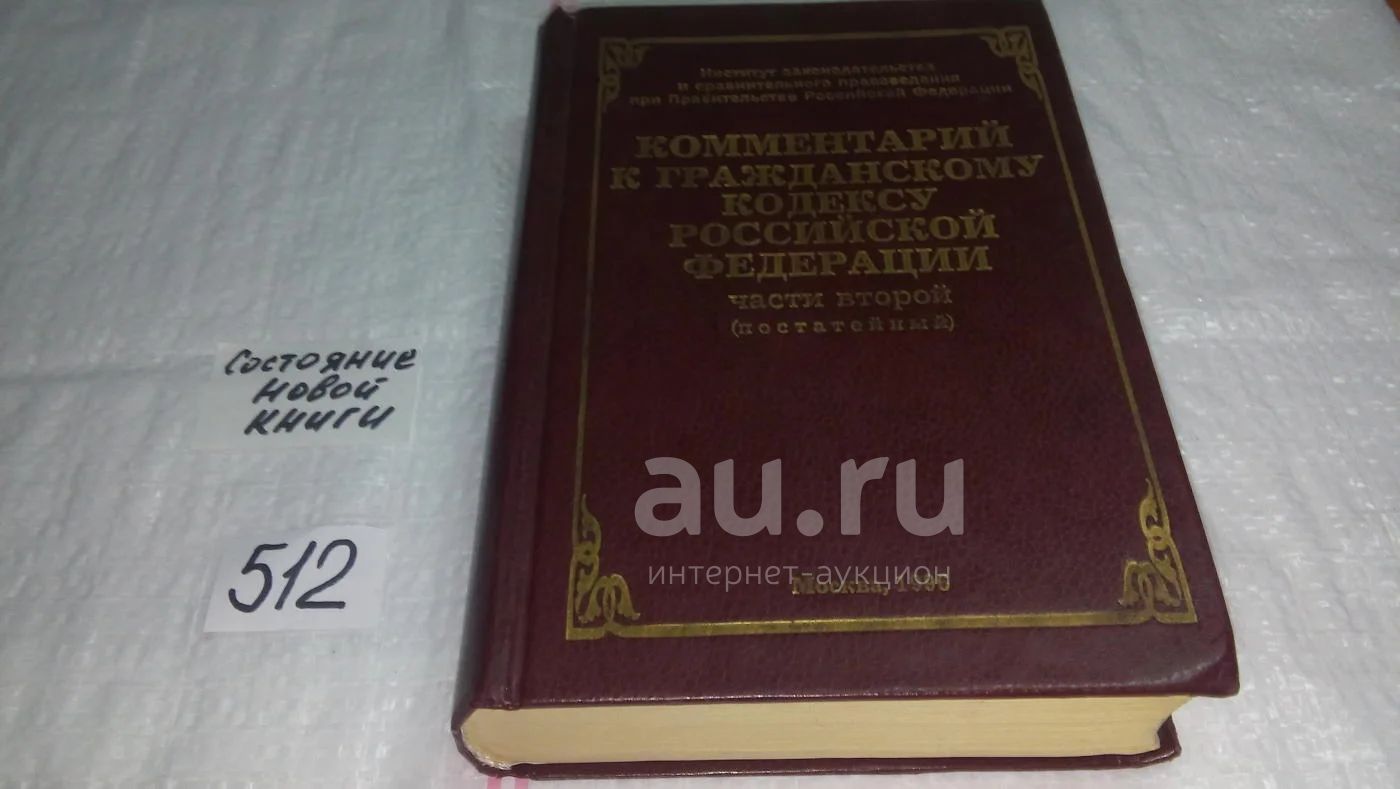 Институт законодательства
и сравнительного правоведения
при Правительстве Российской Федерации
КОММЕНТАРИЙ
К ГРАЖДАНСКОМУ
КОДЕКСУ
РОССИЙСКОЙ
ФЕДЕРАЦИИ
части второй
(постатейный)
Москва,
Состояние
новой
книги
512
au.ru
интернет-аукцион